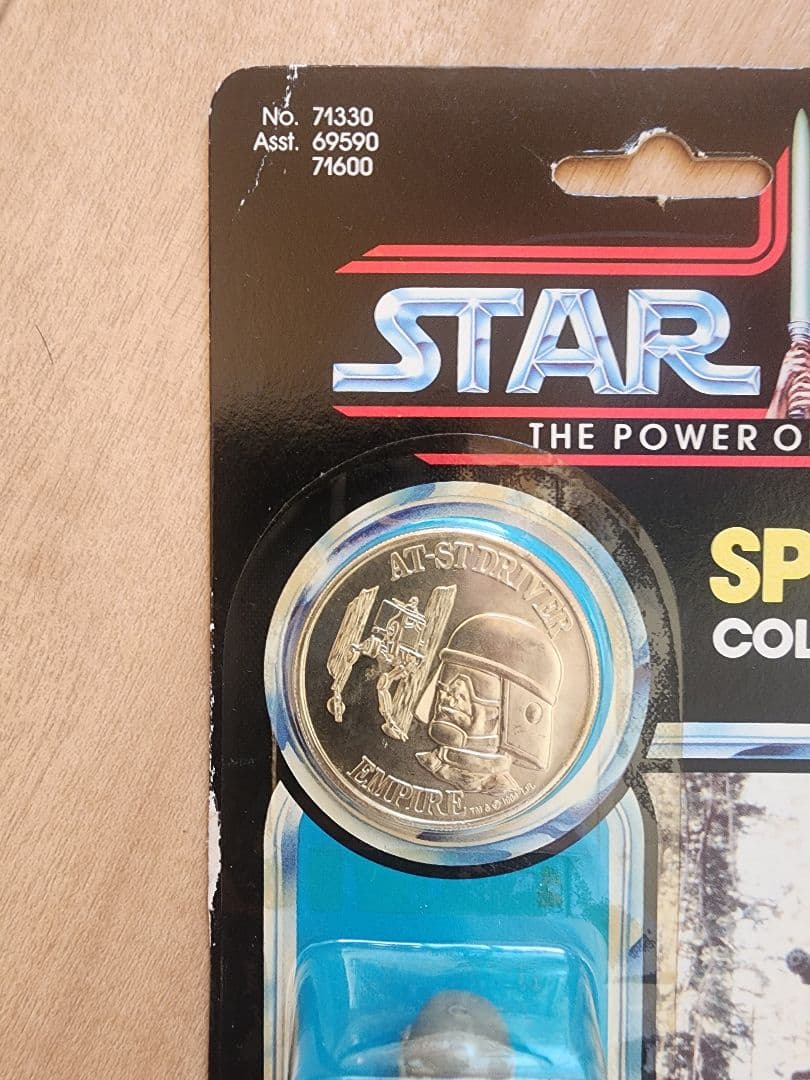 No. 71330
Asst. 69590
71600
STAR
THE POWER O
SP
COL
AT-ST DRIVER
EMPIRE